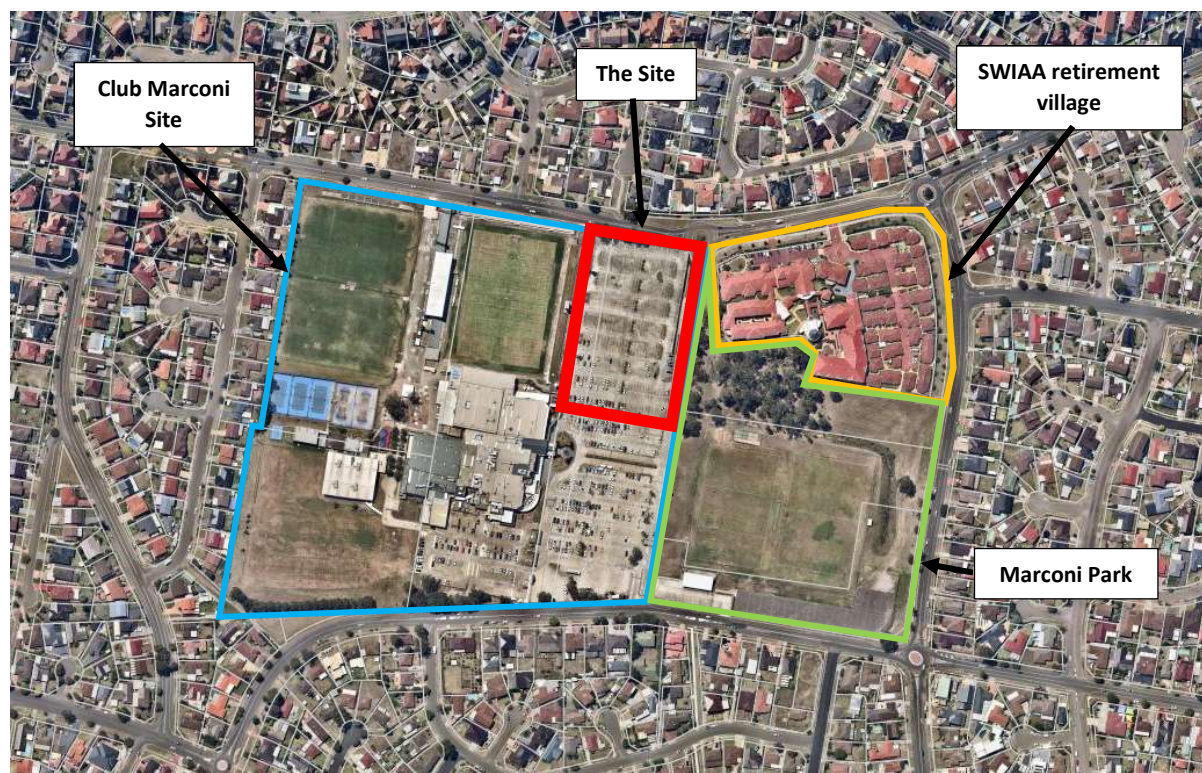 Club Marconi
Site
The Site
SWIAA retirement
village
Marconi Park